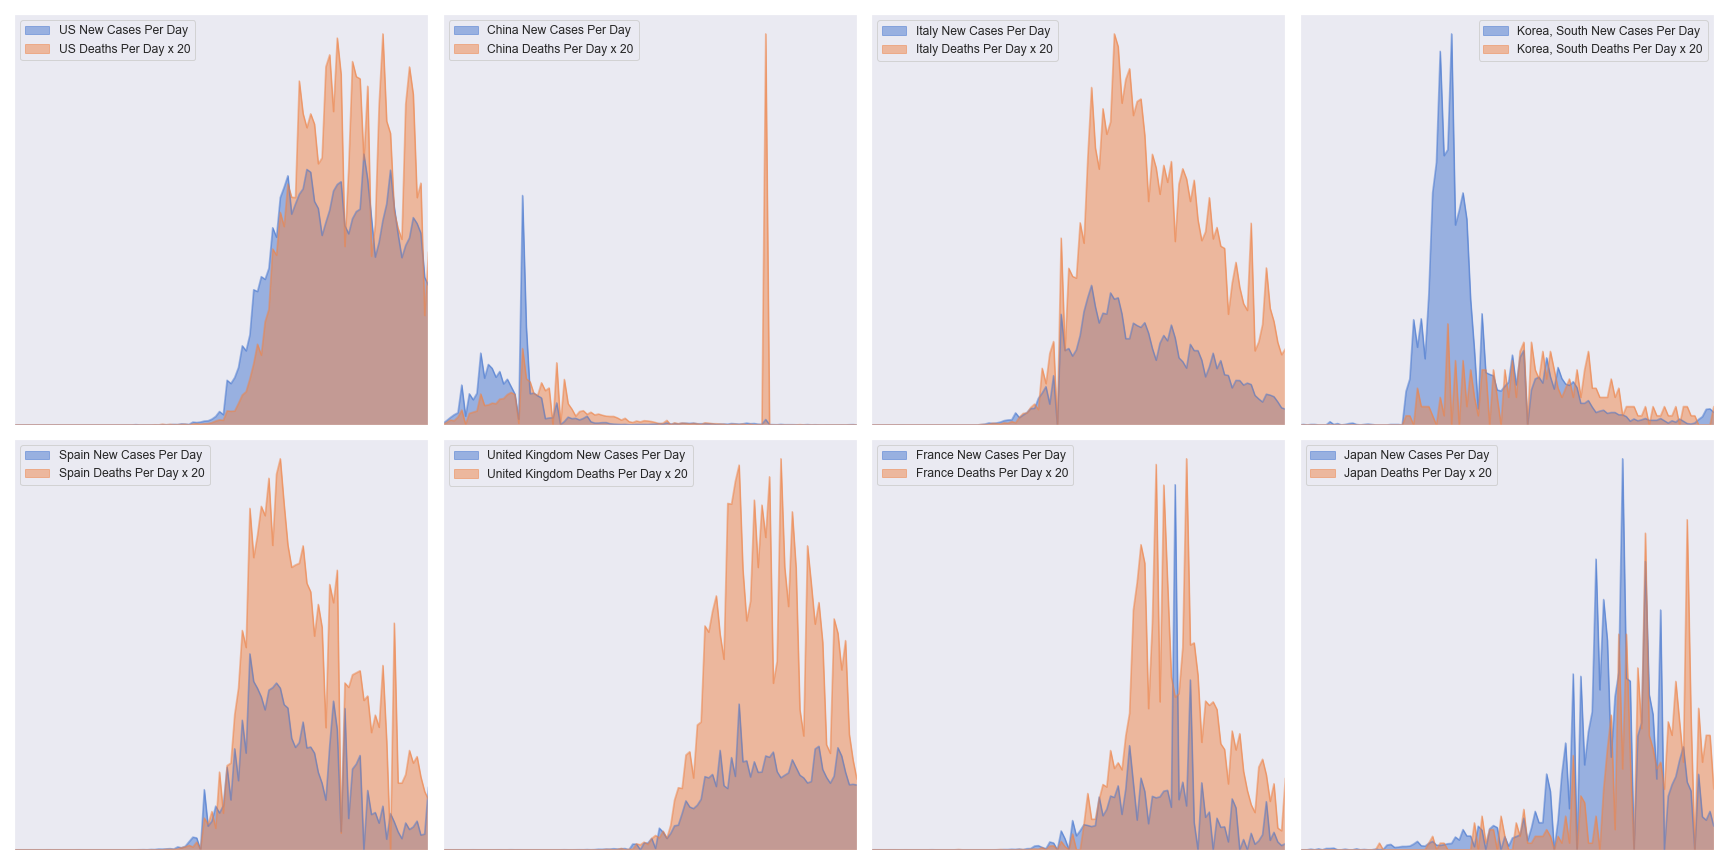 US New Cases Per Day
US Deaths Per Day x 20
China New Cases Per Day
China Deaths Per Day x 20
Italy New Cases Per Day
Italy Deaths Per Day x 20
Korea, South New Cases Per Day
Korea, South Deaths Per Day x 20
Spain New Cases Per Day
Spain Deaths Per Day x 20
United Kingdom New Cases Per Day
United Kingdom Deaths Per Day x 20
France New Cases Per Day
France Deaths Per Day x 20
Japan New Cases Per Day
Japan Deaths Per Day x 20